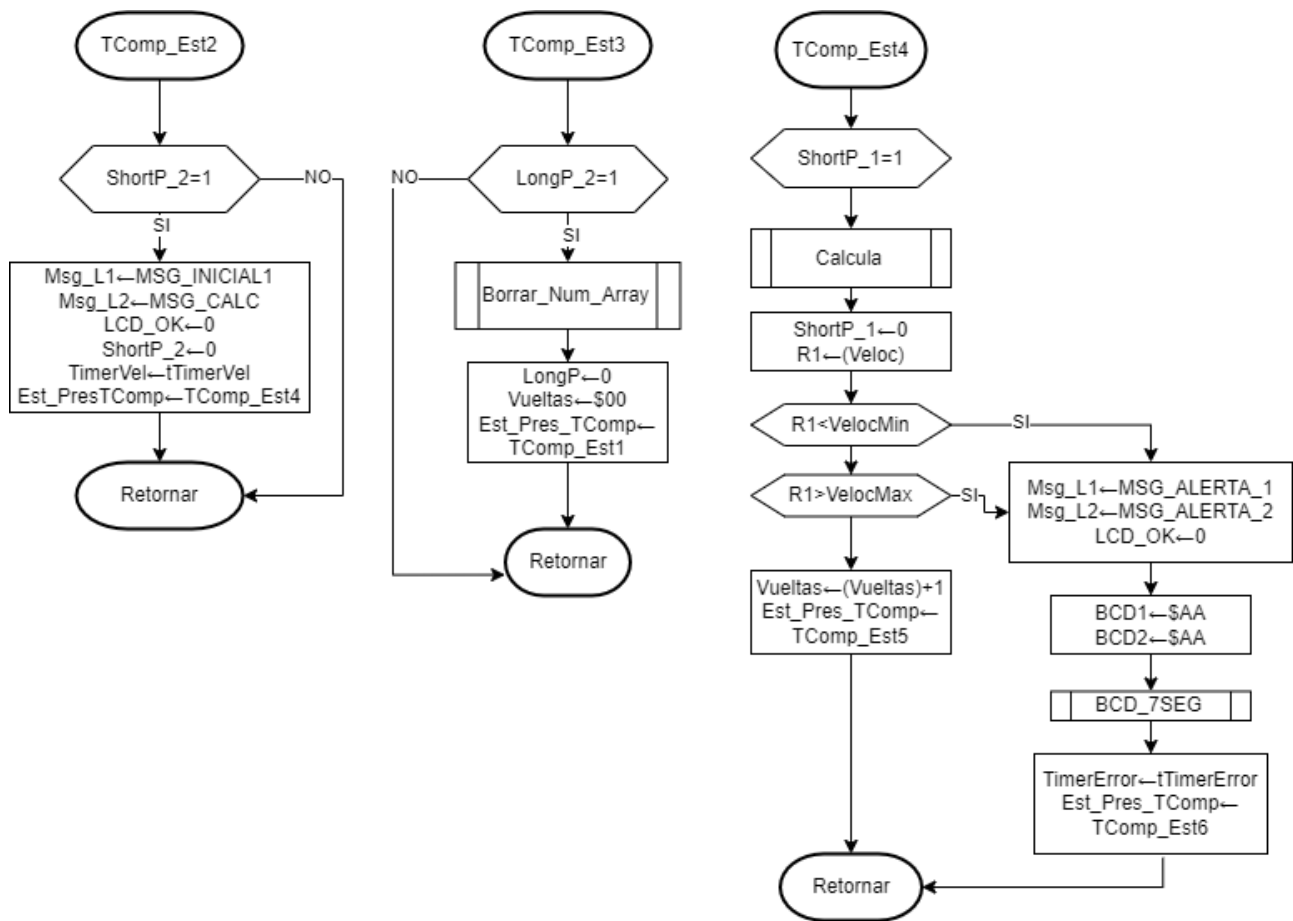 TComp_Est2
ShortP_2=1
NO
SI
Msg_L1←MSG_INICIAL1
Msg_L2←MSG_CALC
LCD_OK←0
ShortP_2←0
TimerVel←tTimerVel
Est_PresTComp←TComp_Est4
Retornar
TComp_Est3
LongP_2=1
NO
SI
Borrar_Num_Array
LongP←0
Vueltas←$00
Est_Pres_TComp←
TComp_Est1
Retornar
TComp_Est4
ShortP_1=1
Calcula
ShortP_1←0
R1←(Veloc)
R1<VelocMin
SI
R1>VelocMax
SI
Vueltas←(Vueltas)+1
Est_Pres_TComp←
TComp_Est5
Msg_L1←MSG_ALERTA_1
Msg_L2←MSG_ALERTA_2
LCD_OK←0
BCD1←$AA
BCD2←$AA
BCD_7SEG
TimerError←tTimerError
Est_Pres_TComp←
TComp_Est6
Retornar